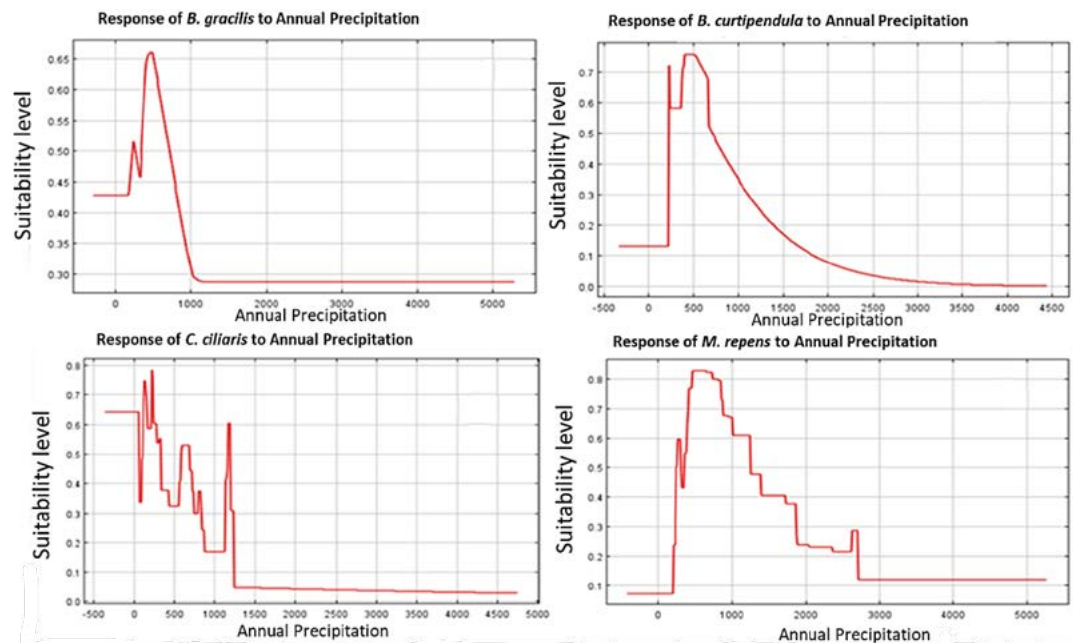 Response of B. gracilis to Annual Precipitation
Suitability level
0.65
0.60
0.55
0.50
0.45
0.40
0.35
0.30
0 1000 2000 3000 4000 5000
Annual Precipitation
Response of B. curtipendula to Annual Precipitation
Suitability level
0.7
0.6
0.5
0.4
0.3
0.2
0.1
0.0
-500 0 500 1000 1500 2000 2500 3000 3500 4000 4500
Annual Precipitation
Response of C. ciliaris to Annual Precipitation
Suitability level
0.8
0.7
0.6
0.5
0.4
0.3
0.2
0.1
0.0
-500 0 500 1000 1500 2000 2500 3000 3500 4000 4500 5000
Annual Precipitation
Response of M. repens to Annual Precipitation
Suitability level
0.8
0.7
0.6
0.5
0.4
0.3
0.2
0.1
0 1000 2000 3000 4000 5000
Annual Precipitation